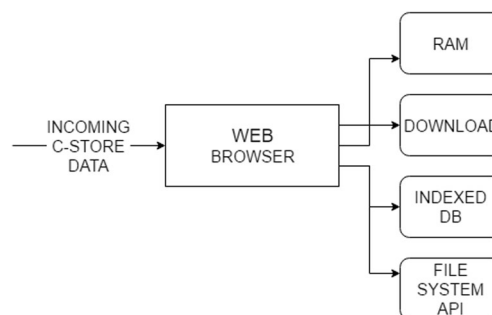 INCOMING
C-STORE
DATA
WEB
BROWSER
RAM
DOWNLOAD
INDEXED
DB
FILE
SYSTEM
API